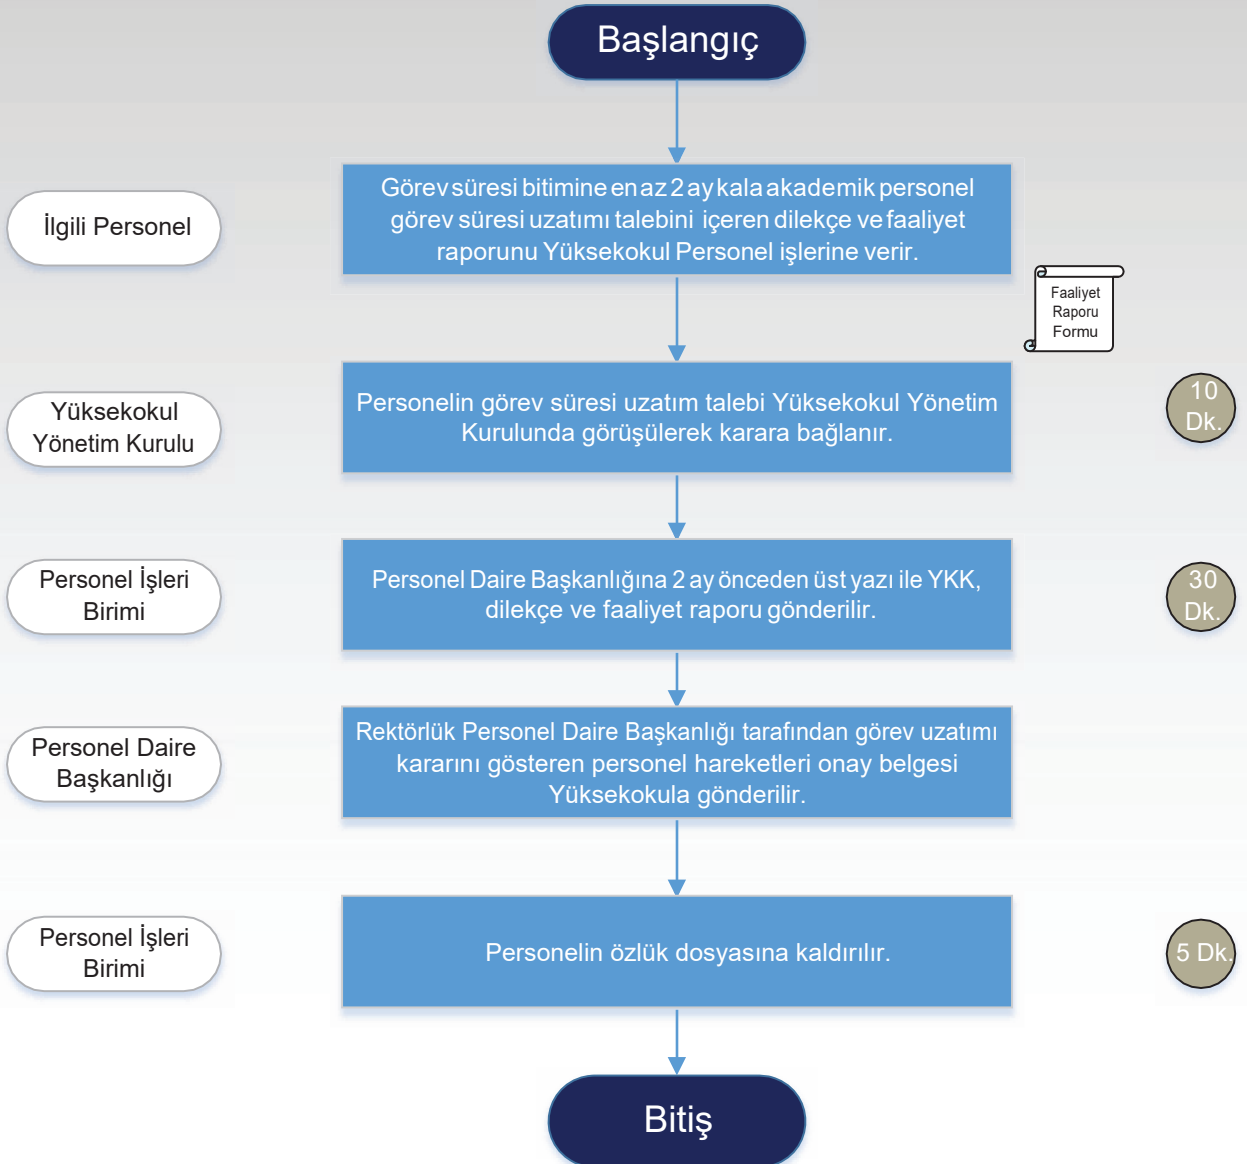 Başlangıç
İlgili Personel
Görev süresi bitimine en az 2 ay kala akademik personel
görev süresi uzatımı talebini içeren dilekçe ve faaliyet
raporunu Yüksekokul Personel işlerine verir.
Faaliyet
Raporu
Formu
Yüksekokul
Yönetim Kurulu
Personelin görev süresi uzatım talebi Yüksekokul Yönetim
Kurulunda görüşülerek karara bağlanır.
10
Dk.
Personel İşleri
Birimi
Personel Daire Başkanlığına 2 ay önceden üst yazı ile YKK,
dilekçe ve faaliyet raporu gönderilir.
30
Dk.
Personel Daire
Başkanlığı
Rektörlük Personel Daire Başkanlığı tarafından görev uzatımı
kararını gösteren personel hareketleri onay belgesi
Yüksekokula gönderilir.
Personel İşleri
Birimi
Personelin özlük dosyasına kaldırılır.
5 Dk.
Bitiş